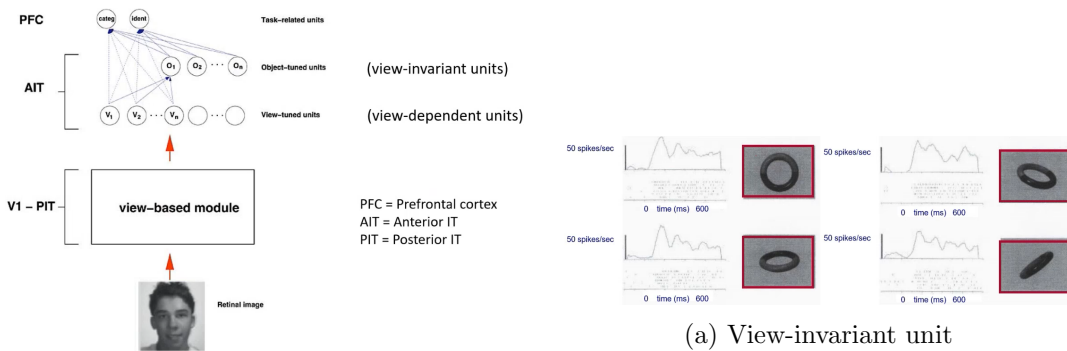 PFC
categ
ident
Task-related units
AIT
O1
O2
...
On
Object-tuned units
(view-invariant units)
V1
V2
...
Vn
View-tuned units
(view-dependent units)
V1 – PIT
view-based module
PFC = Prefrontal cortex
AIT = Anterior IT
PIT = Posterior IT
Retinal image
50 spikes/sec
50 spikes/sec
0 time (ms) 600
0 time (ms) 600
50 spikes/sec
50 spikes/sec
0 time (ms) 600
0 time (ms) 600
(a) View-invariant unit